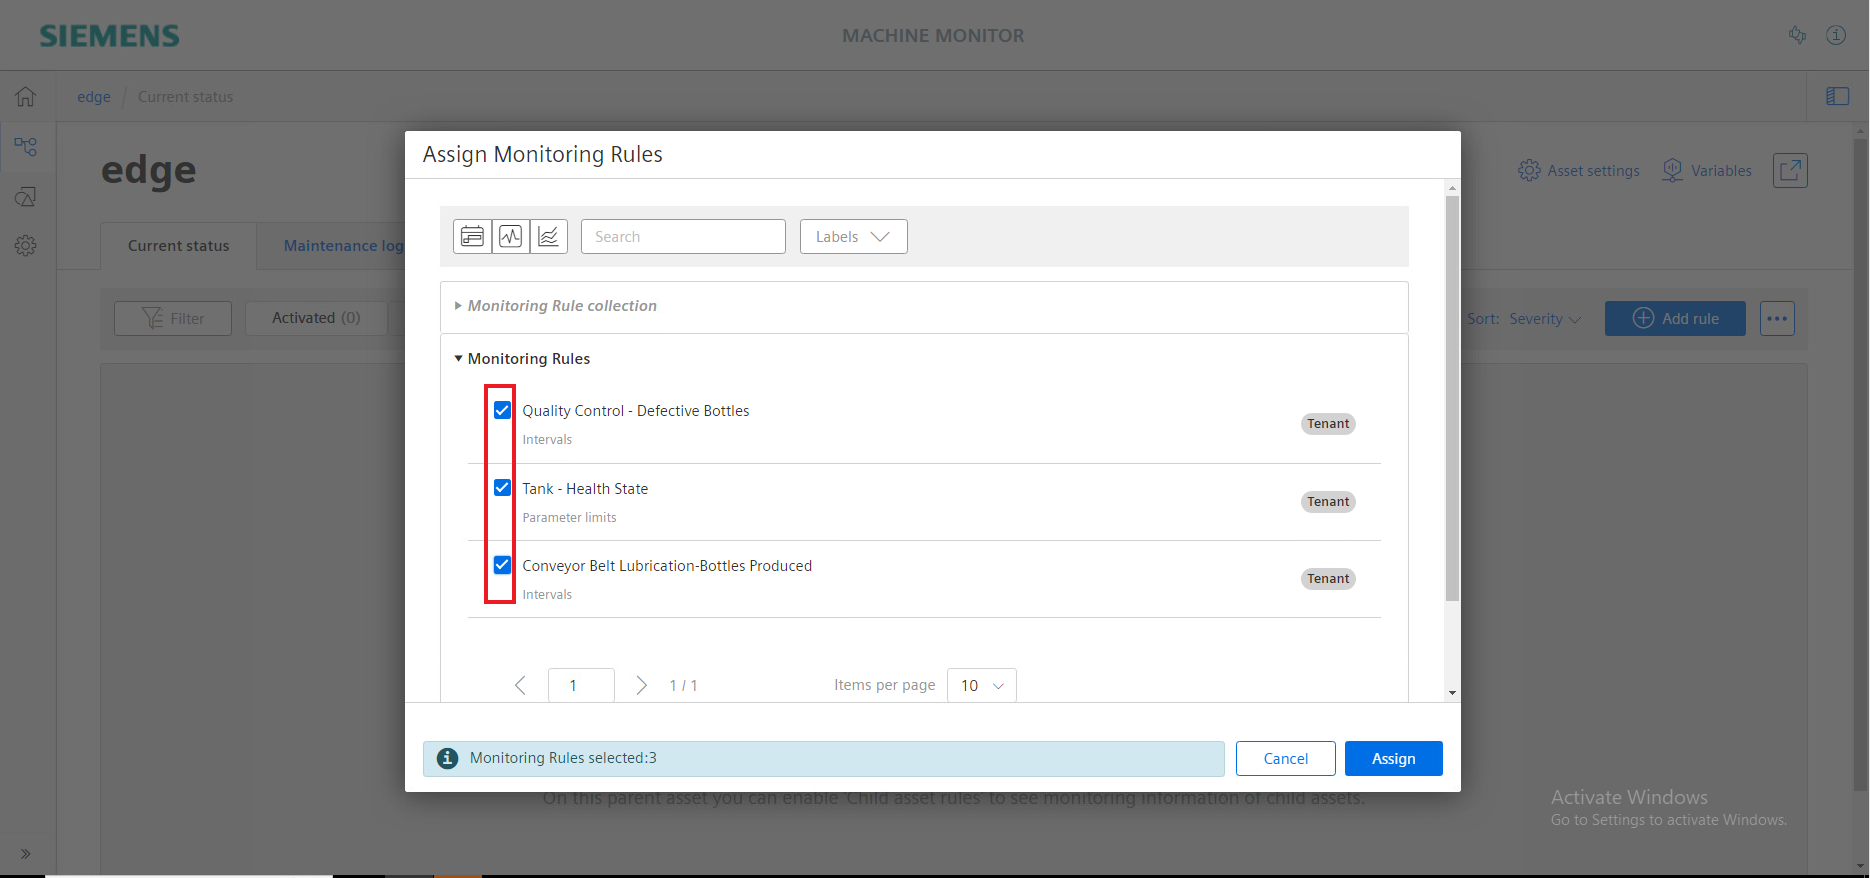 SIEMENS
MACHINE MONITOR
edge / Current status
edge
Asset settings
Variables
Current status
Maintenance log
Filter
Activated (0)
Sort: Severity
Add rule
Assign Monitoring Rules
Search
Labels
Monitoring Rule collection
Monitoring Rules
Quality Control - Defective Bottles
Intervals
Tenant
Tank - Health State
Parameter limits
Tenant
Conveyor Belt Lubrication-Bottles Produced
Intervals
Tenant
1
1 / 1
Items per page
10
Monitoring Rules selected:3
Cancel
Assign
On this parent asset you can enable 'Child asset rules' to see monitoring information of child assets.
Activate Windows
Go to Settings to activate Windows.